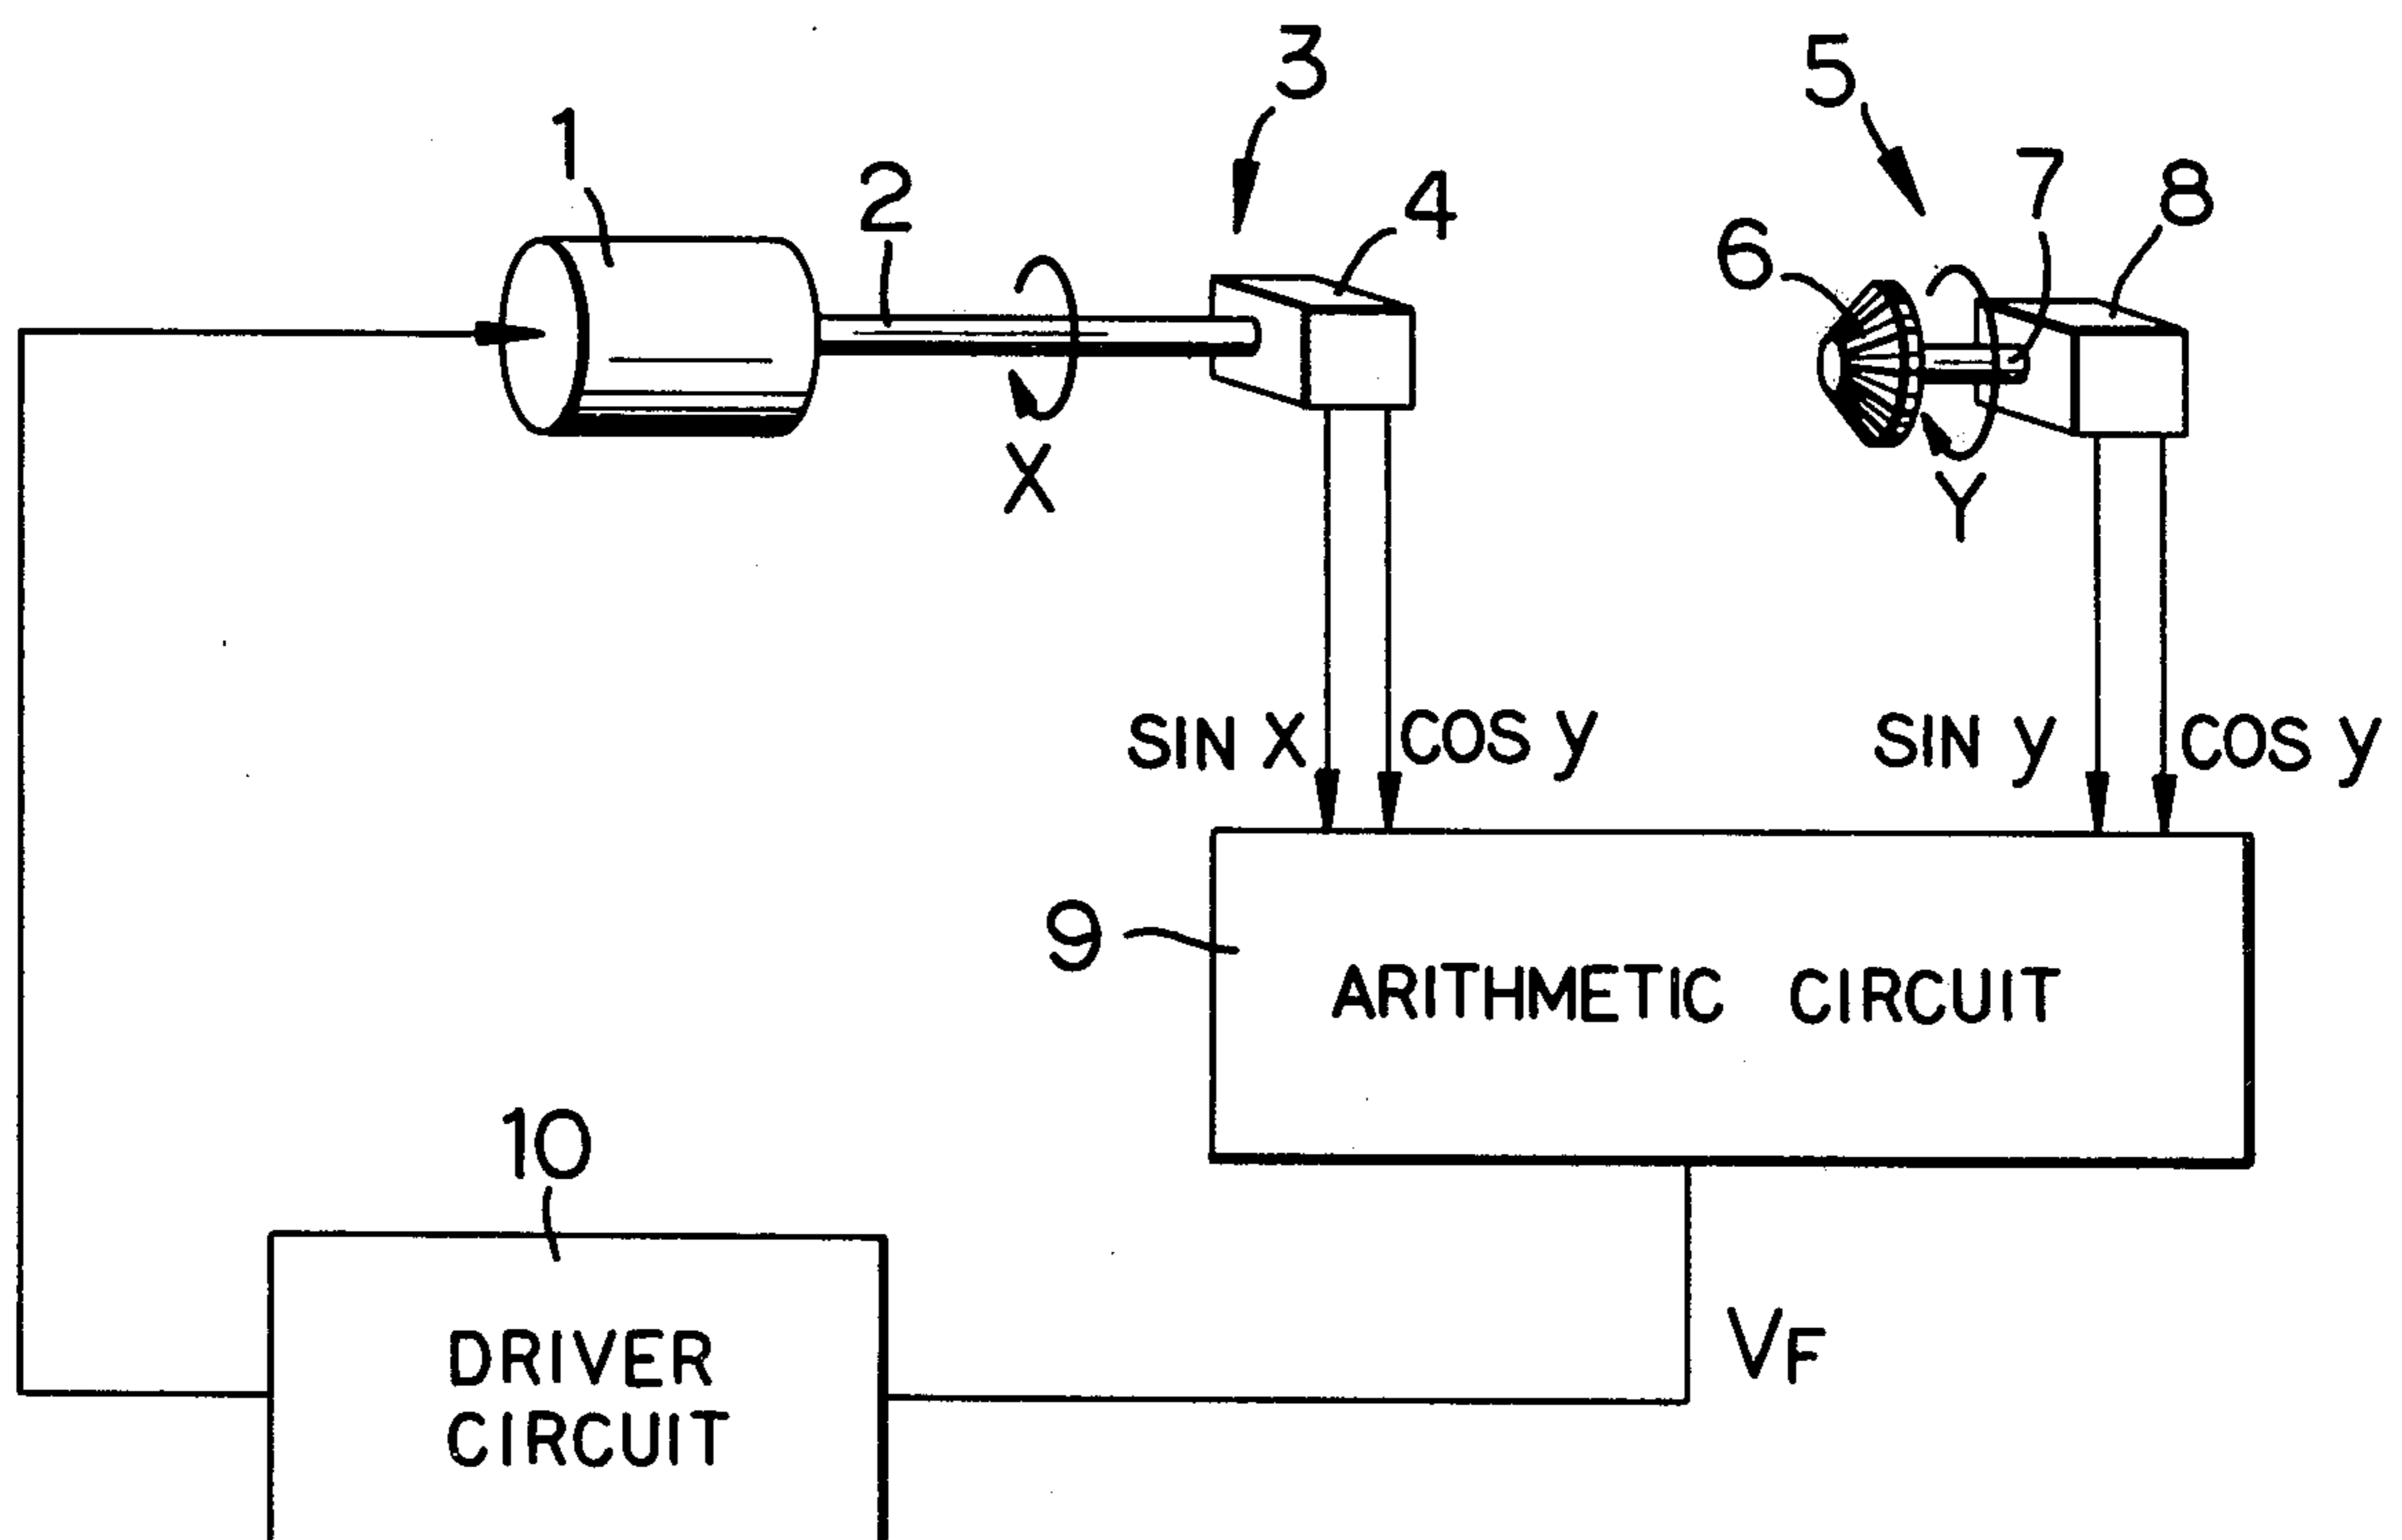 3
5
1
2
4
7
8
6
X
Y
SIN X
COS y
SIN y
COS y
9
ARITHMETIC CIRCUIT
10
DRIVER
CIRCUIT
VF